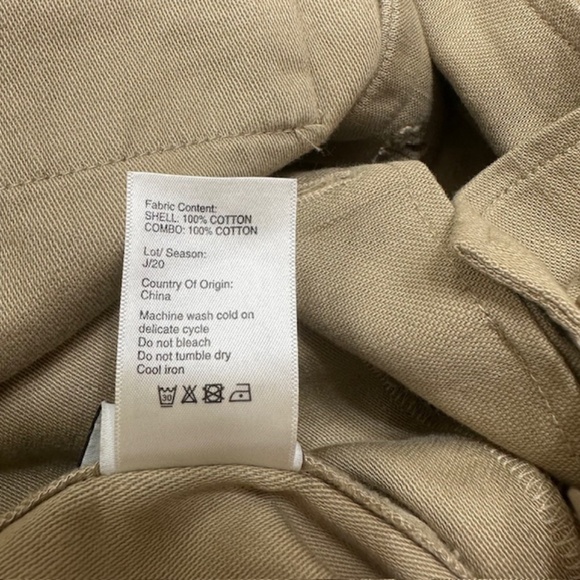 Fabric Content:
SHELL: 100% COTTON
COMBO: 100% COTTON
Lot/ Season:
J/20
Country Of Origin:
China
Machine wash cold on
delicate cycle
Do not bleach
Do not tumble dry
Cool iron
30